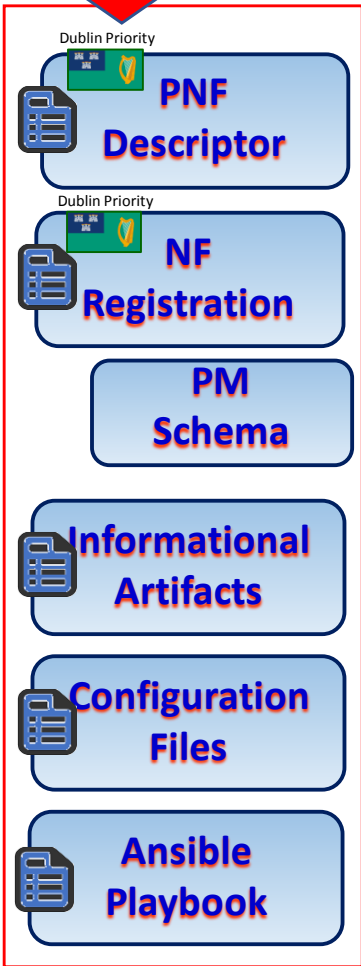 Dublin Priority
PNF
Descriptor
Dublin Priority
NF
Registration
PM
Schema
Informational
Artifacts
Configuration
Files
Ansible
Playbook